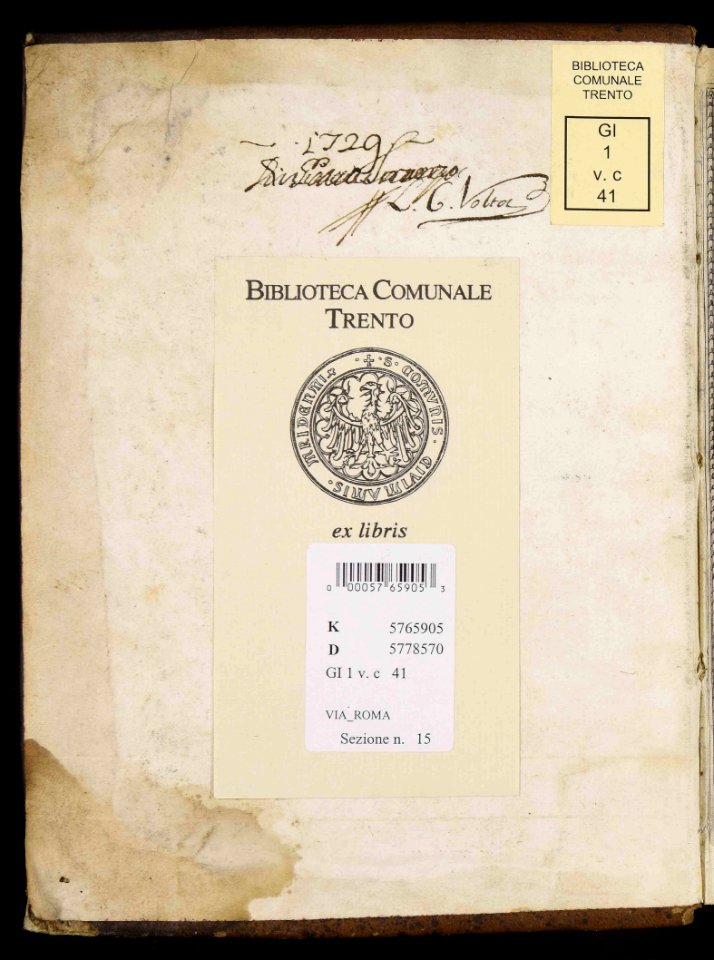 BIBLIOTECA
COMUNALE
TRENTO
GI
1
v. c
41
1729
L. C. Volta
BIBLIOTECA COMUNALE
TRENTO
ex libris
0 00057 65905 3
K 5765905
D 5778570
GI 1 v. c 41
VIA_ROMA
Sezione n. 15